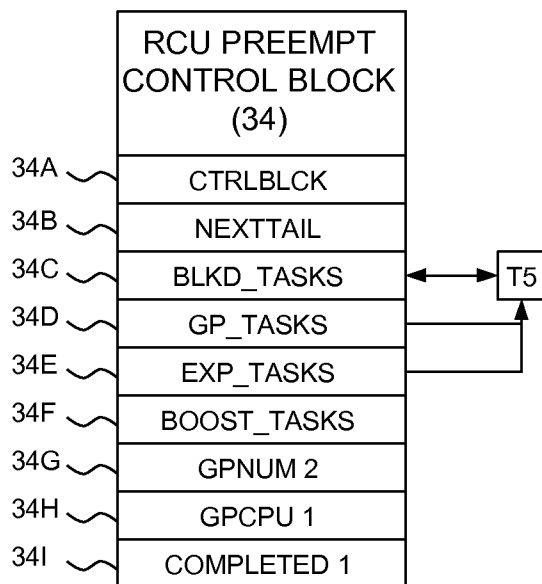 RCU PREEMPT
CONTROL BLOCK
(34)
34A CTRLBLCK
34B NEXTTAIL
34C BLKD_TASKS T5
34D GP_TASKS
34E EXP_TASKS
34F BOOST_TASKS
34G GPNUM 2
34H GPCPU 1
34I COMPLETED 1